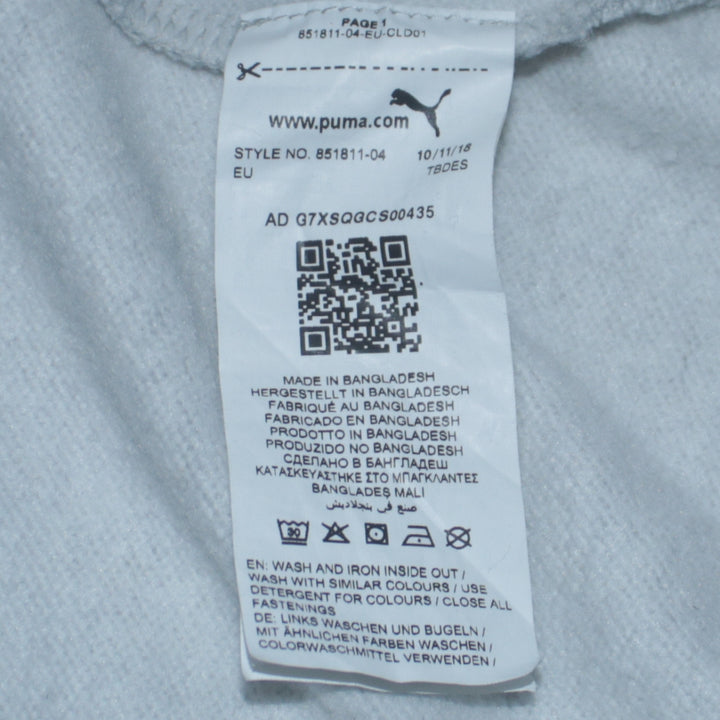 PAGE 1
851811-04-EU-CLD01
www.puma.com
STYLE NO. 851811-04 10/11/18
EU TBDES
AD G7XSQGCS00435
MADE IN BANGLADESH
HERGESTELLT IN BANGLADESCH
FABRIQUÉ AU BANGLADESH
FABRICADO EN BANGLADESH
PRODOTTO IN BANGLADESH
PRODUZIDO NO BANGLADESH
СДЕЛАНО В БАНГЛАДЕШ
ΚΑΤΑΣΚΕΥΑΣΤΗΚΕ ΣΤΟ ΜΠΑΓΚΛΑΝΤΕΣ
BANGLADES MALI
صنع في بنجلاديش
30
EN: WASH AND IRON INSIDE OUT /
WASH WITH SIMILAR COLOURS / USE
DETERGENT FOR COLOURS / CLOSE ALL
FASTENINGS
DE: LINKS WASCHEN UND BUGELN /
MIT ÄHNLICHEN FARBEN WASCHEN /
COLORWASCHMITTEL VERWENDEN /